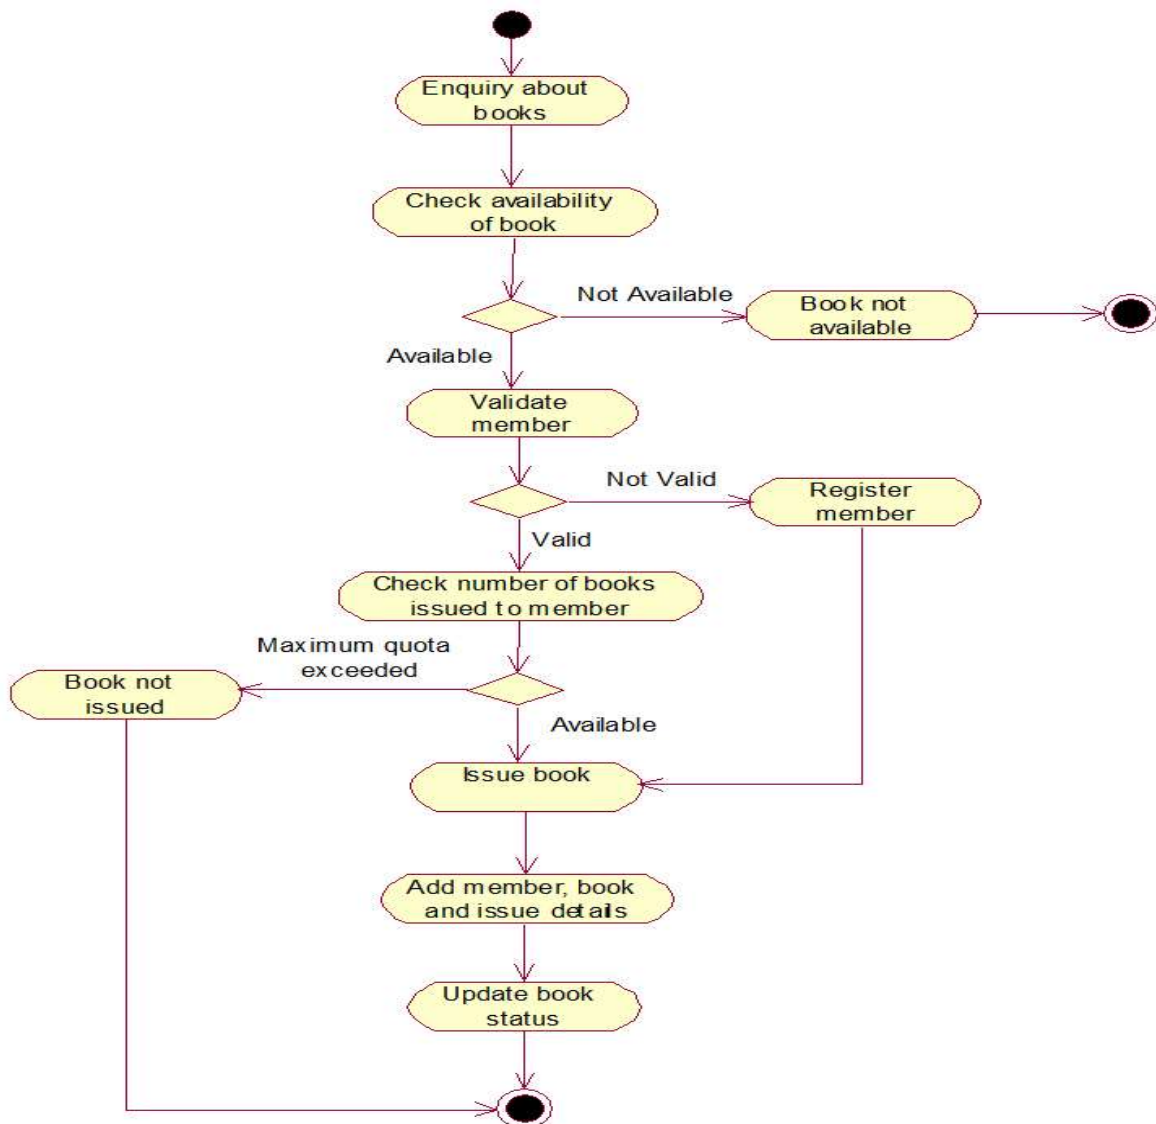 Enquiry about
books
Check availability
of book
Not Available
Book not
available
Available
Validate
member
Not Valid
Register
member
Valid
Check number of books
issued to member
Maximum quota
exceeded
Book not
issued
Available
Issue book
Add member, book
and issue details
Update book
status